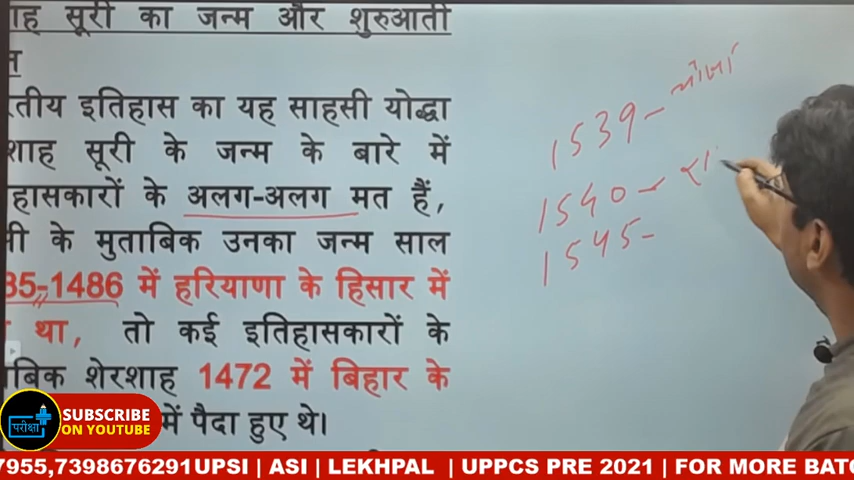 शाह सूरी का जन्म और शुरुआती
न
तीय इतिहास का यह साहसी योद्धा
शाह सूरी के जन्म के बारे में
हासकारों के अलग-अलग मत हैं,
के मुताबिक उनका जन्म साल
85-1486 में हरियाणा के हिसार में
था, तो कई इतिहासकारों के
बिक शेरशाह 1472 में बिहार के
में पैदा हुए थे।
1539 -
1540 - रा
1545 -
परीक्षा
SUBSCRIBE
ON YOUTUBE
7955,7398676291UPSI | ASI | LEKHPAL | UPPCS PRE 2021 | FOR MORE BATC